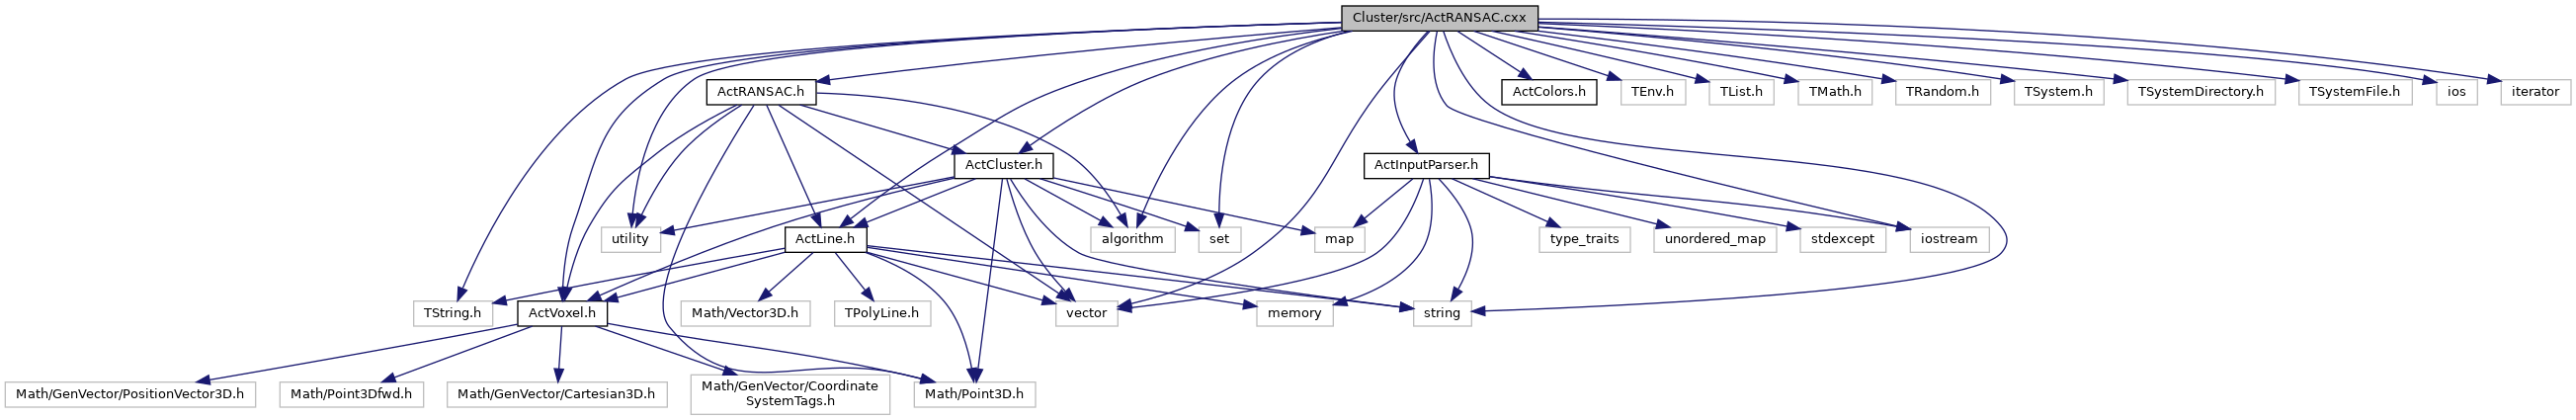 Cluster/src/ActRANSAC.cxx
ActRANSAC.h
ActColors.h
TEnv.h
TList.h
TMath.h
TRandom.h
TSystem.h
TSystemDirectory.h
TSystemFile.h
ios
iterator
ActCluster.h
ActInputParser.h
utility
ActLine.h
algorithm
set
map
type_traits
unordered_map
stdexcept
iostream
TString.h
ActVoxel.h
Math/Vector3D.h
TPolyLine.h
vector
memory
string
Math/GenVector/PositionVector3D.h
Math/Point3Dfwd.h
Math/GenVector/Cartesian3D.h
Math/GenVector/Coordinate
SystemTags.h
Math/Point3D.h